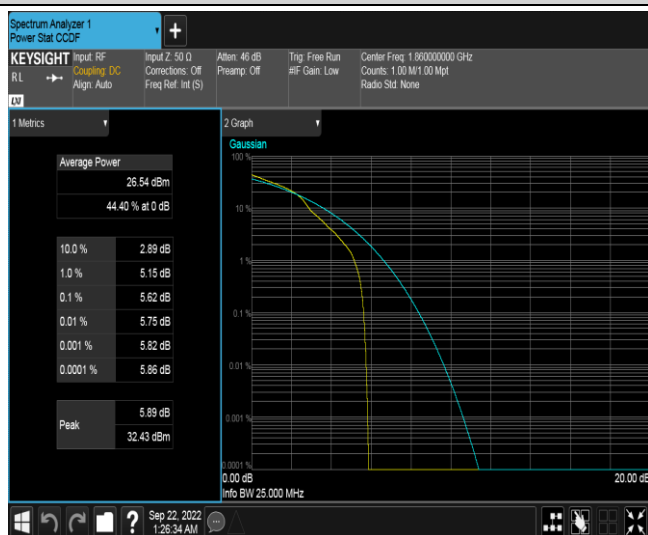 Spectrum Analyzer 1
Power Stat CCDF
+
KEYSIGHT
R L
LXI
Input: RF
Coupling: DC
Align: Auto
Input Z: 50 Ω
Corrections: Off
Freq Ref: Int (S)
Atten: 46 dB
Preamp: Off
Trig: Free Run
#IF Gain: Low
Center Freq: 1.860000000 GHz
Counts: 1.00 M/1.00 Mpt
Radio Std: None
1 Metrics
Average Power
26.54 dBm
44.40 % at 0 dB
10.0 % 2.89 dB
1.0 % 5.15 dB
0.1 % 5.62 dB
0.01 % 5.75 dB
0.001 % 5.82 dB
0.0001 % 5.86 dB
Peak
5.89 dB
32.43 dBm
2 Graph
Gaussian
100 %
10 %
1 %
0.1 %
0.01 %
0.001 %
0.0001 %
0.00 dB 20.00 dB
Info BW 25.000 MHz
?
Sep 22, 2022
1:26:34 AM